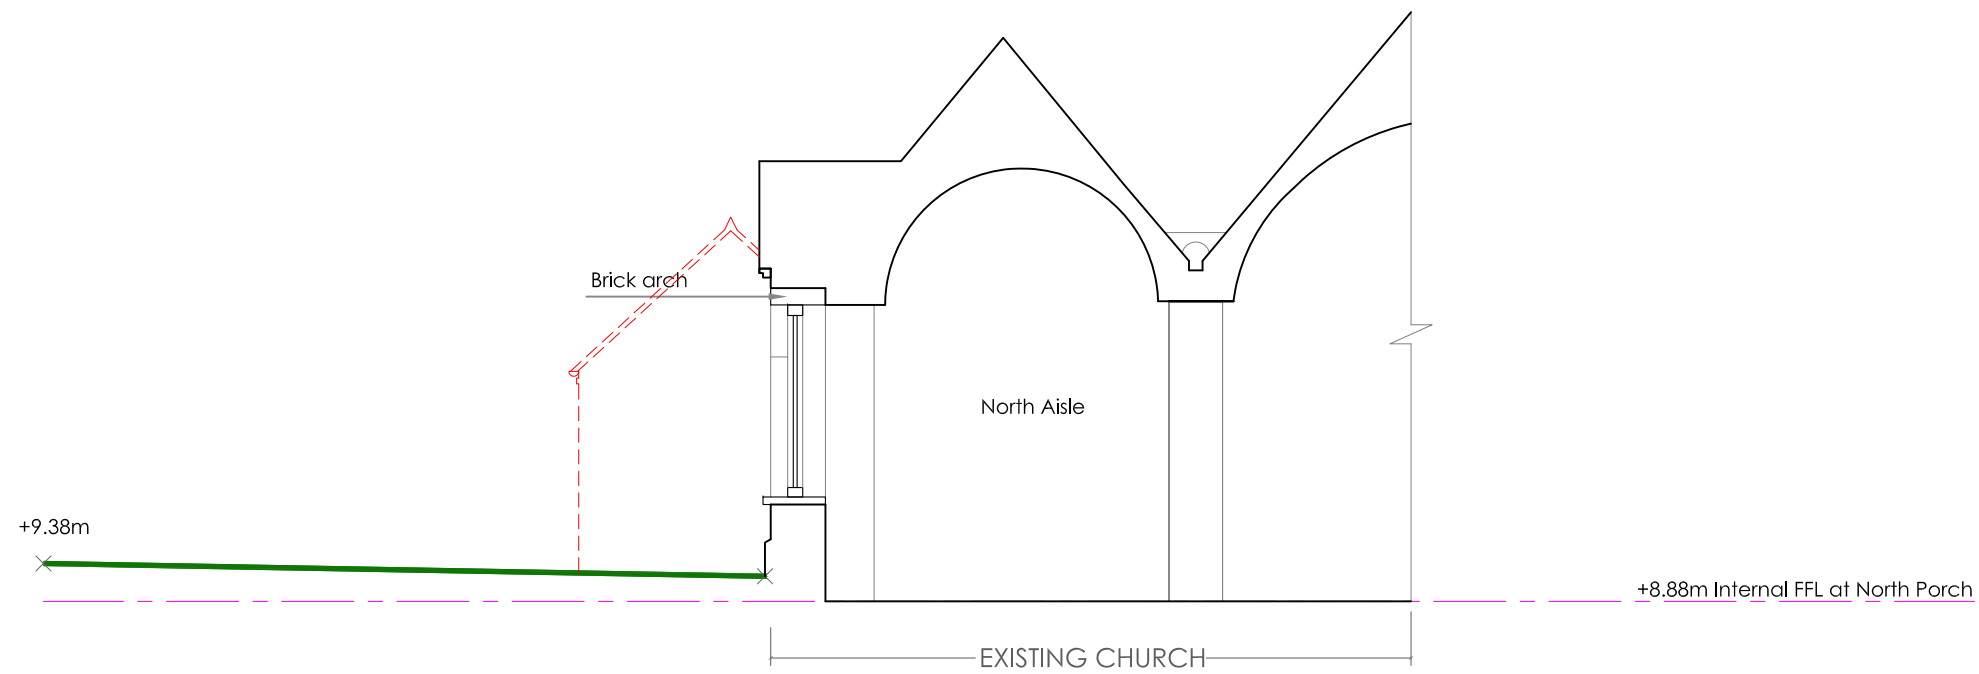 Brick arch
North Aisle
+9.38m
+8.88m Internal FFL at North Porch
EXISTING CHURCH